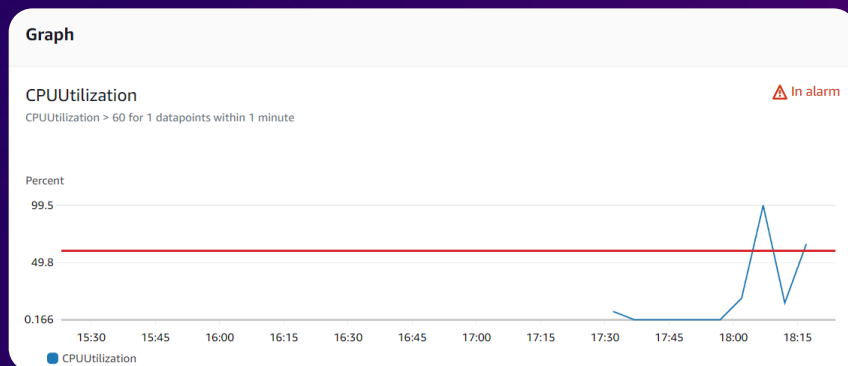 Graph
CPUUtilization
In alarm
CPUUtilization > 60 for 1 datapoints within 1 minute
Percent
99.5
49.8
0.166
15:30 15:45 16:00 16:15 16:30 16:45 17:00 17:15 17:30 17:45 18:00 18:15
CPUUtilization